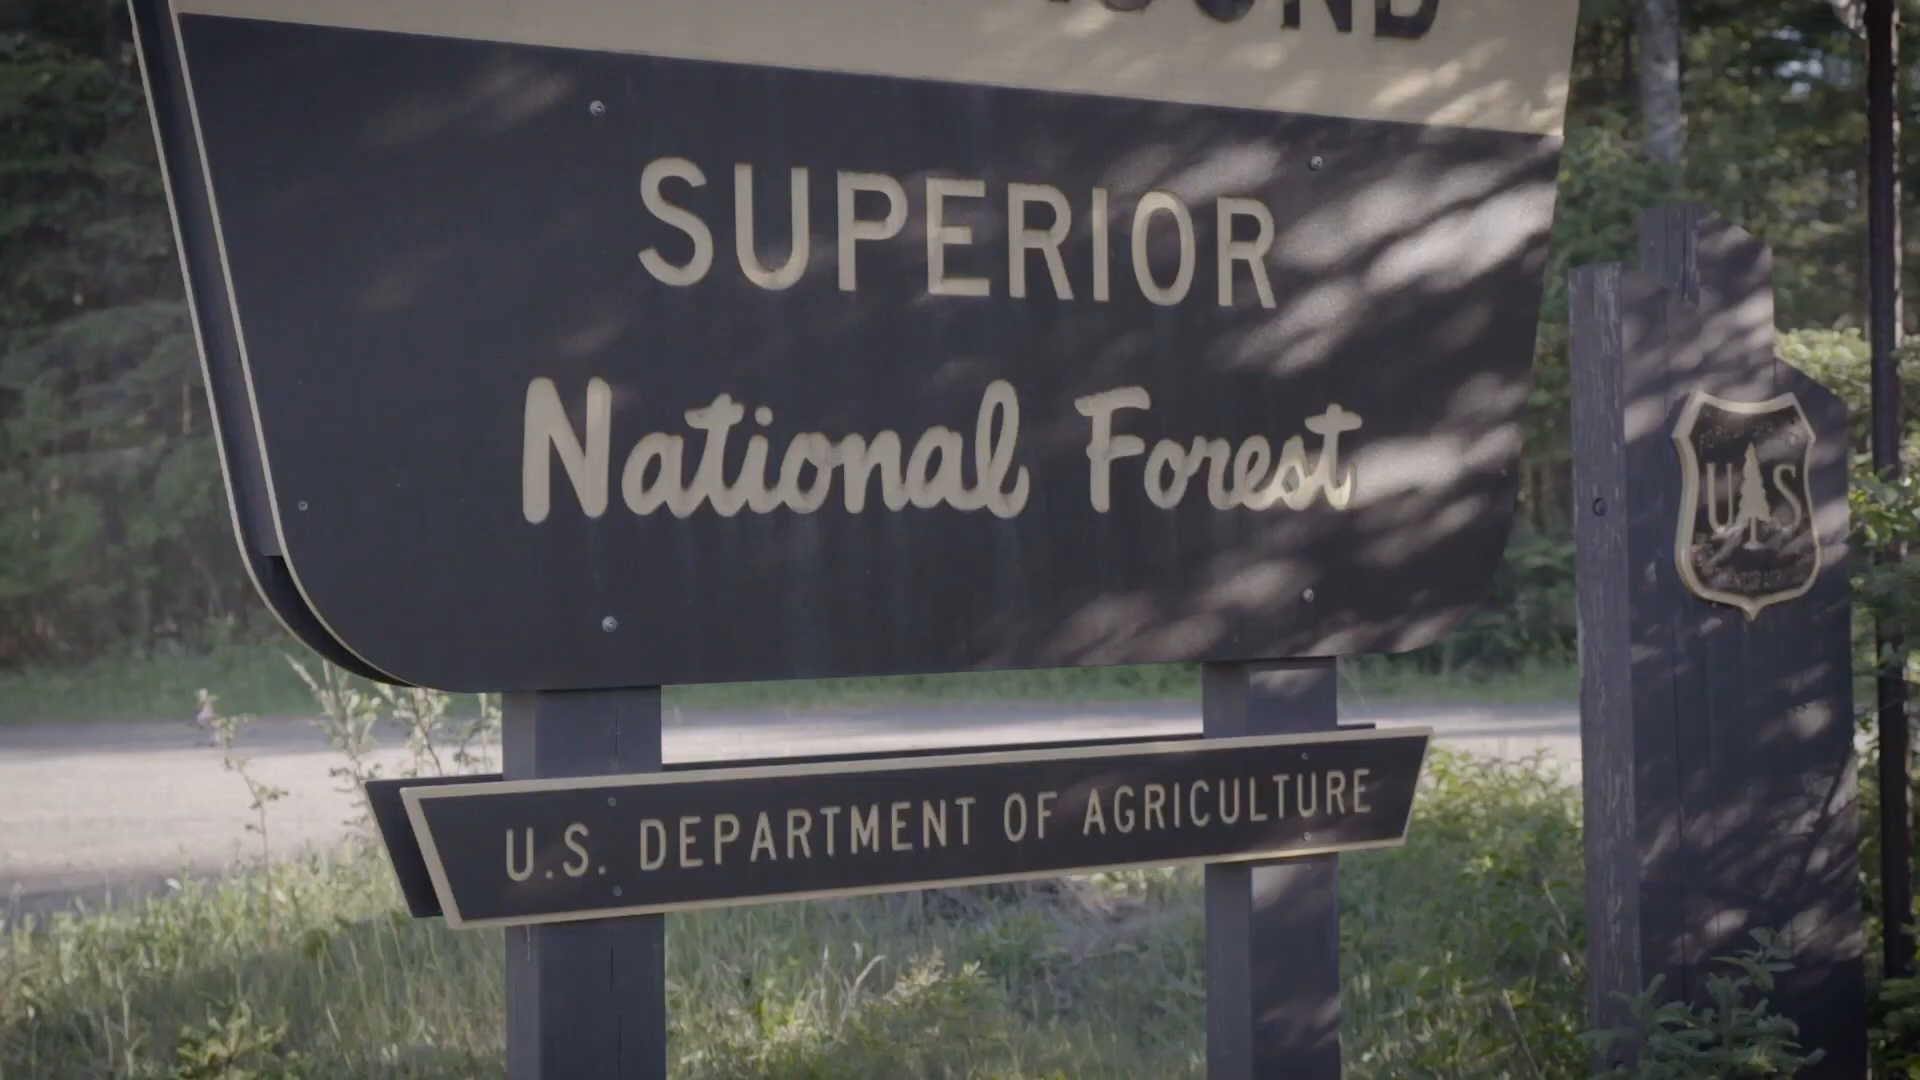 SUPERIOR
National Forest
U.S. DEPARTMENT OF AGRICULTURE
U S